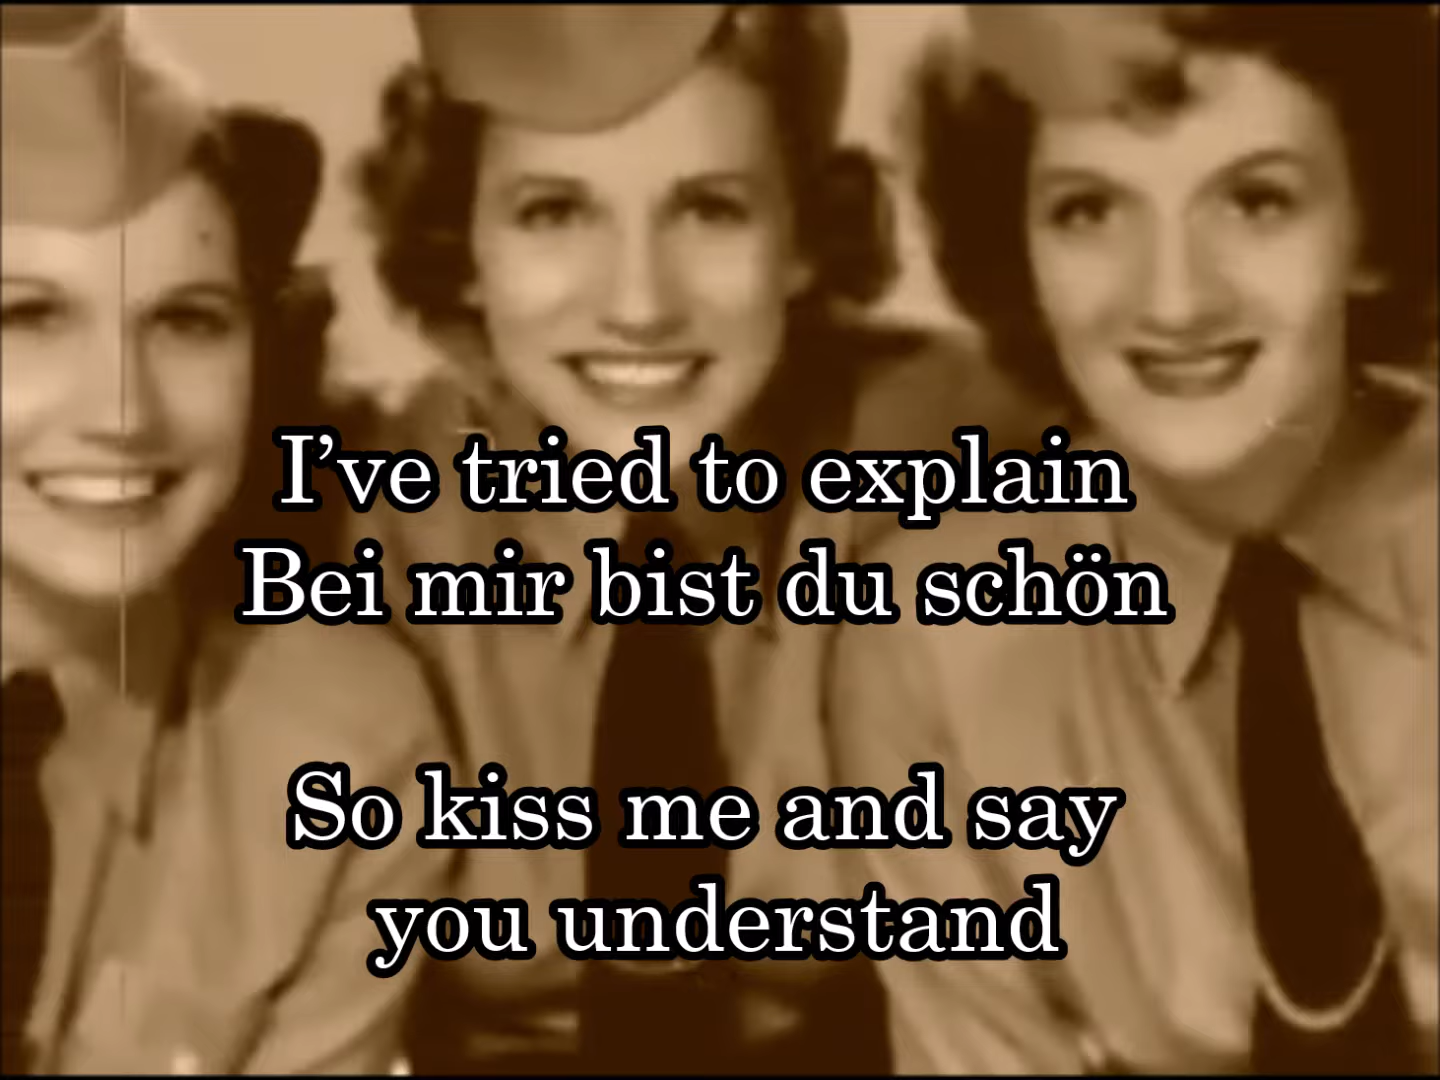 I’ve tried to explain
Bei mir bist du schön
So kiss me and say
you understand